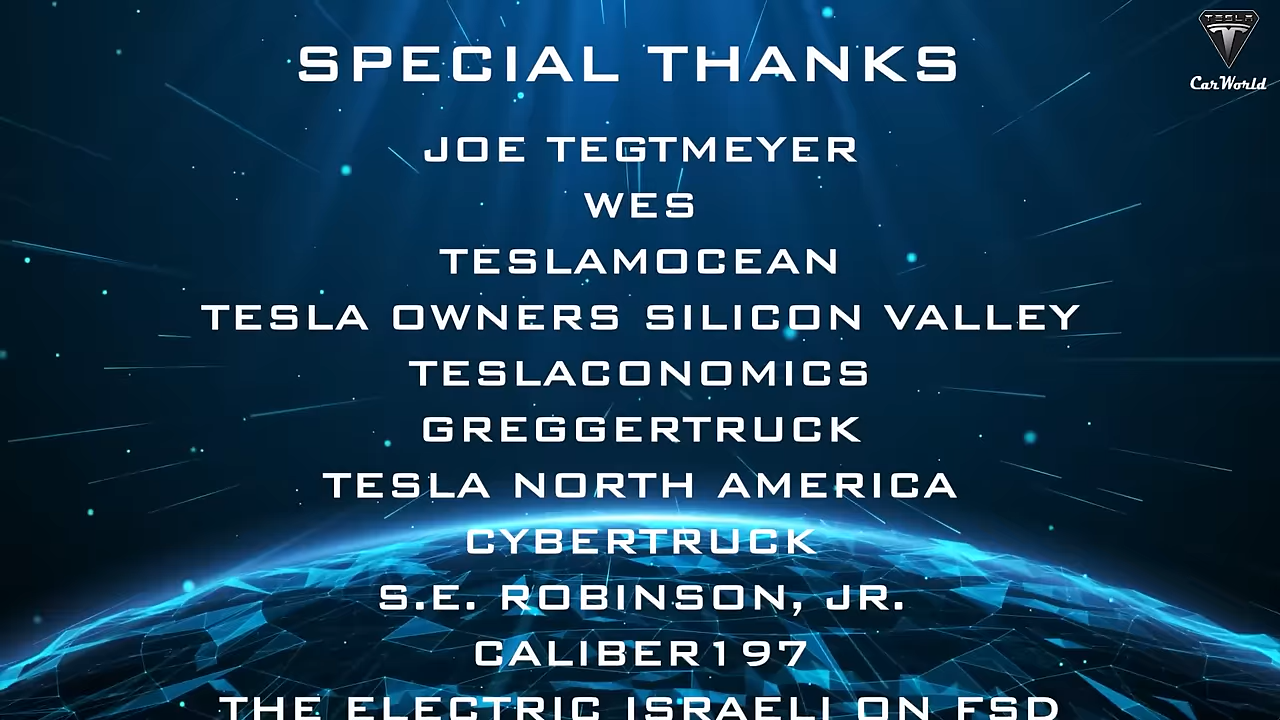 SPECIAL THANKS
TESLA
CarWorld
JOE TEGTMEYER
WES
TESLAMOCEAN
TESLA OWNERS SILICON VALLEY
TESLACONOMICS
GREGGERTRUCK
TESLA NORTH AMERICA
CYBERTRUCK
S.E. ROBINSON, JR.
CALIBER197
THE ELECTRIC ISRAELI ON FSD